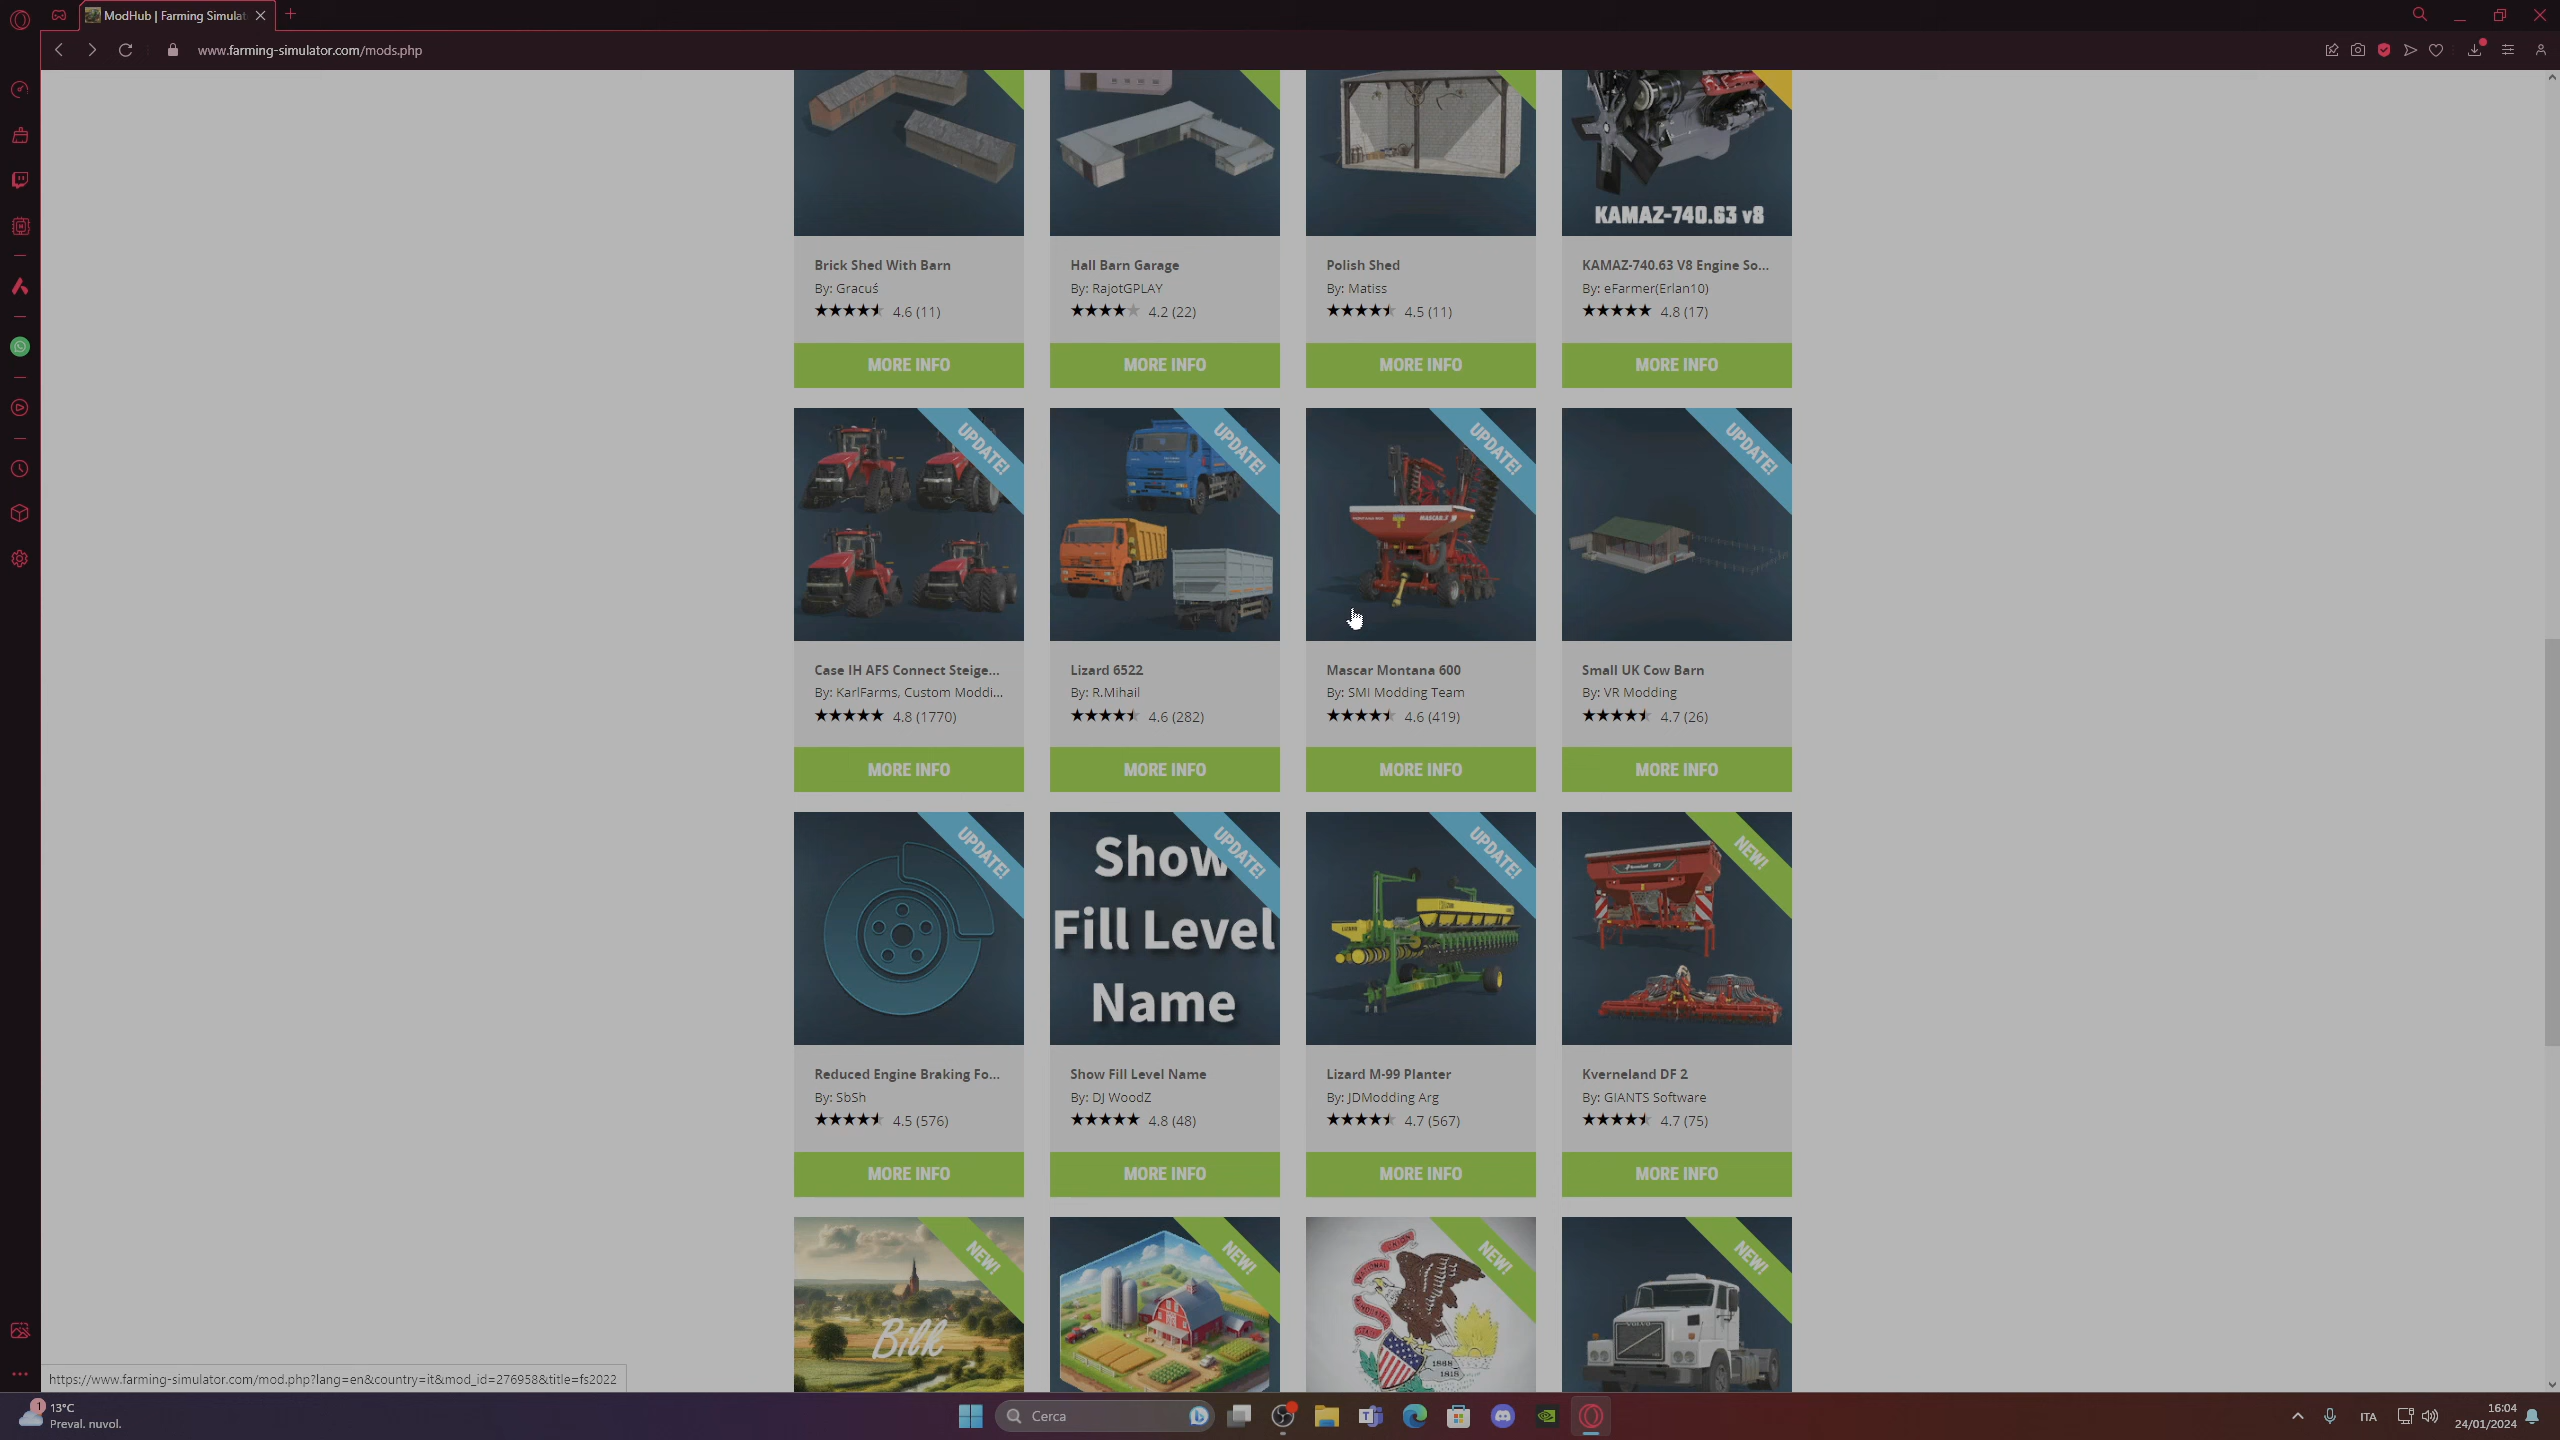 ModHub | Farming Simulat
www.farming-simulator.com/mods.php
KAMAZ-740.63 v8
Brick Shed With Barn
By: Gracuś
4.6 (11)
MORE INFO
Hall Barn Garage
By: RajotGPLAY
4.2 (22)
MORE INFO
Polish Shed
By: Matiss
4.5 (11)
MORE INFO
KAMAZ-740.63 V8 Engine So...
By: eFarmer(Erlan10)
4.8 (17)
MORE INFO
UPDATE!
Case IH AFS Connect Steige...
By: KarlFarms, Custom Moddi...
4.8 (1770)
MORE INFO
UPDATE!
Lizard 6522
By: R.Mihail
4.6 (282)
MORE INFO
UPDATE!
MASCAR
Mascar Montana 600
By: SMI Modding Team
4.6 (419)
MORE INFO
UPDATE!
Small UK Cow Barn
By: VR Modding
4.7 (26)
MORE INFO
UPDATE!
Reduced Engine Braking Fo...
By: SbSh
4.5 (576)
MORE INFO
UPDATE!
Show
Fill Level
Name
Show Fill Level Name
By: DJ WoodZ
4.8 (48)
MORE INFO
UPDATE!
Lizard M-99 Planter
By: JDModding Arg
4.7 (567)
MORE INFO
NEW!
Kverneland DF 2
By: GIANTS Software
4.7 (75)
MORE INFO
NEW!
Bilk
NEW!
NEW!
UNION
NATIONAL
1868
1818
NEW!
VOLVO
https://www.farming-simulator.com/mod.php?lang=en&country=it&mod_id=276958&title=fs2022
1
13°C
Preval. nuvol.
Cerca
ITA
16:04
24/01/2024